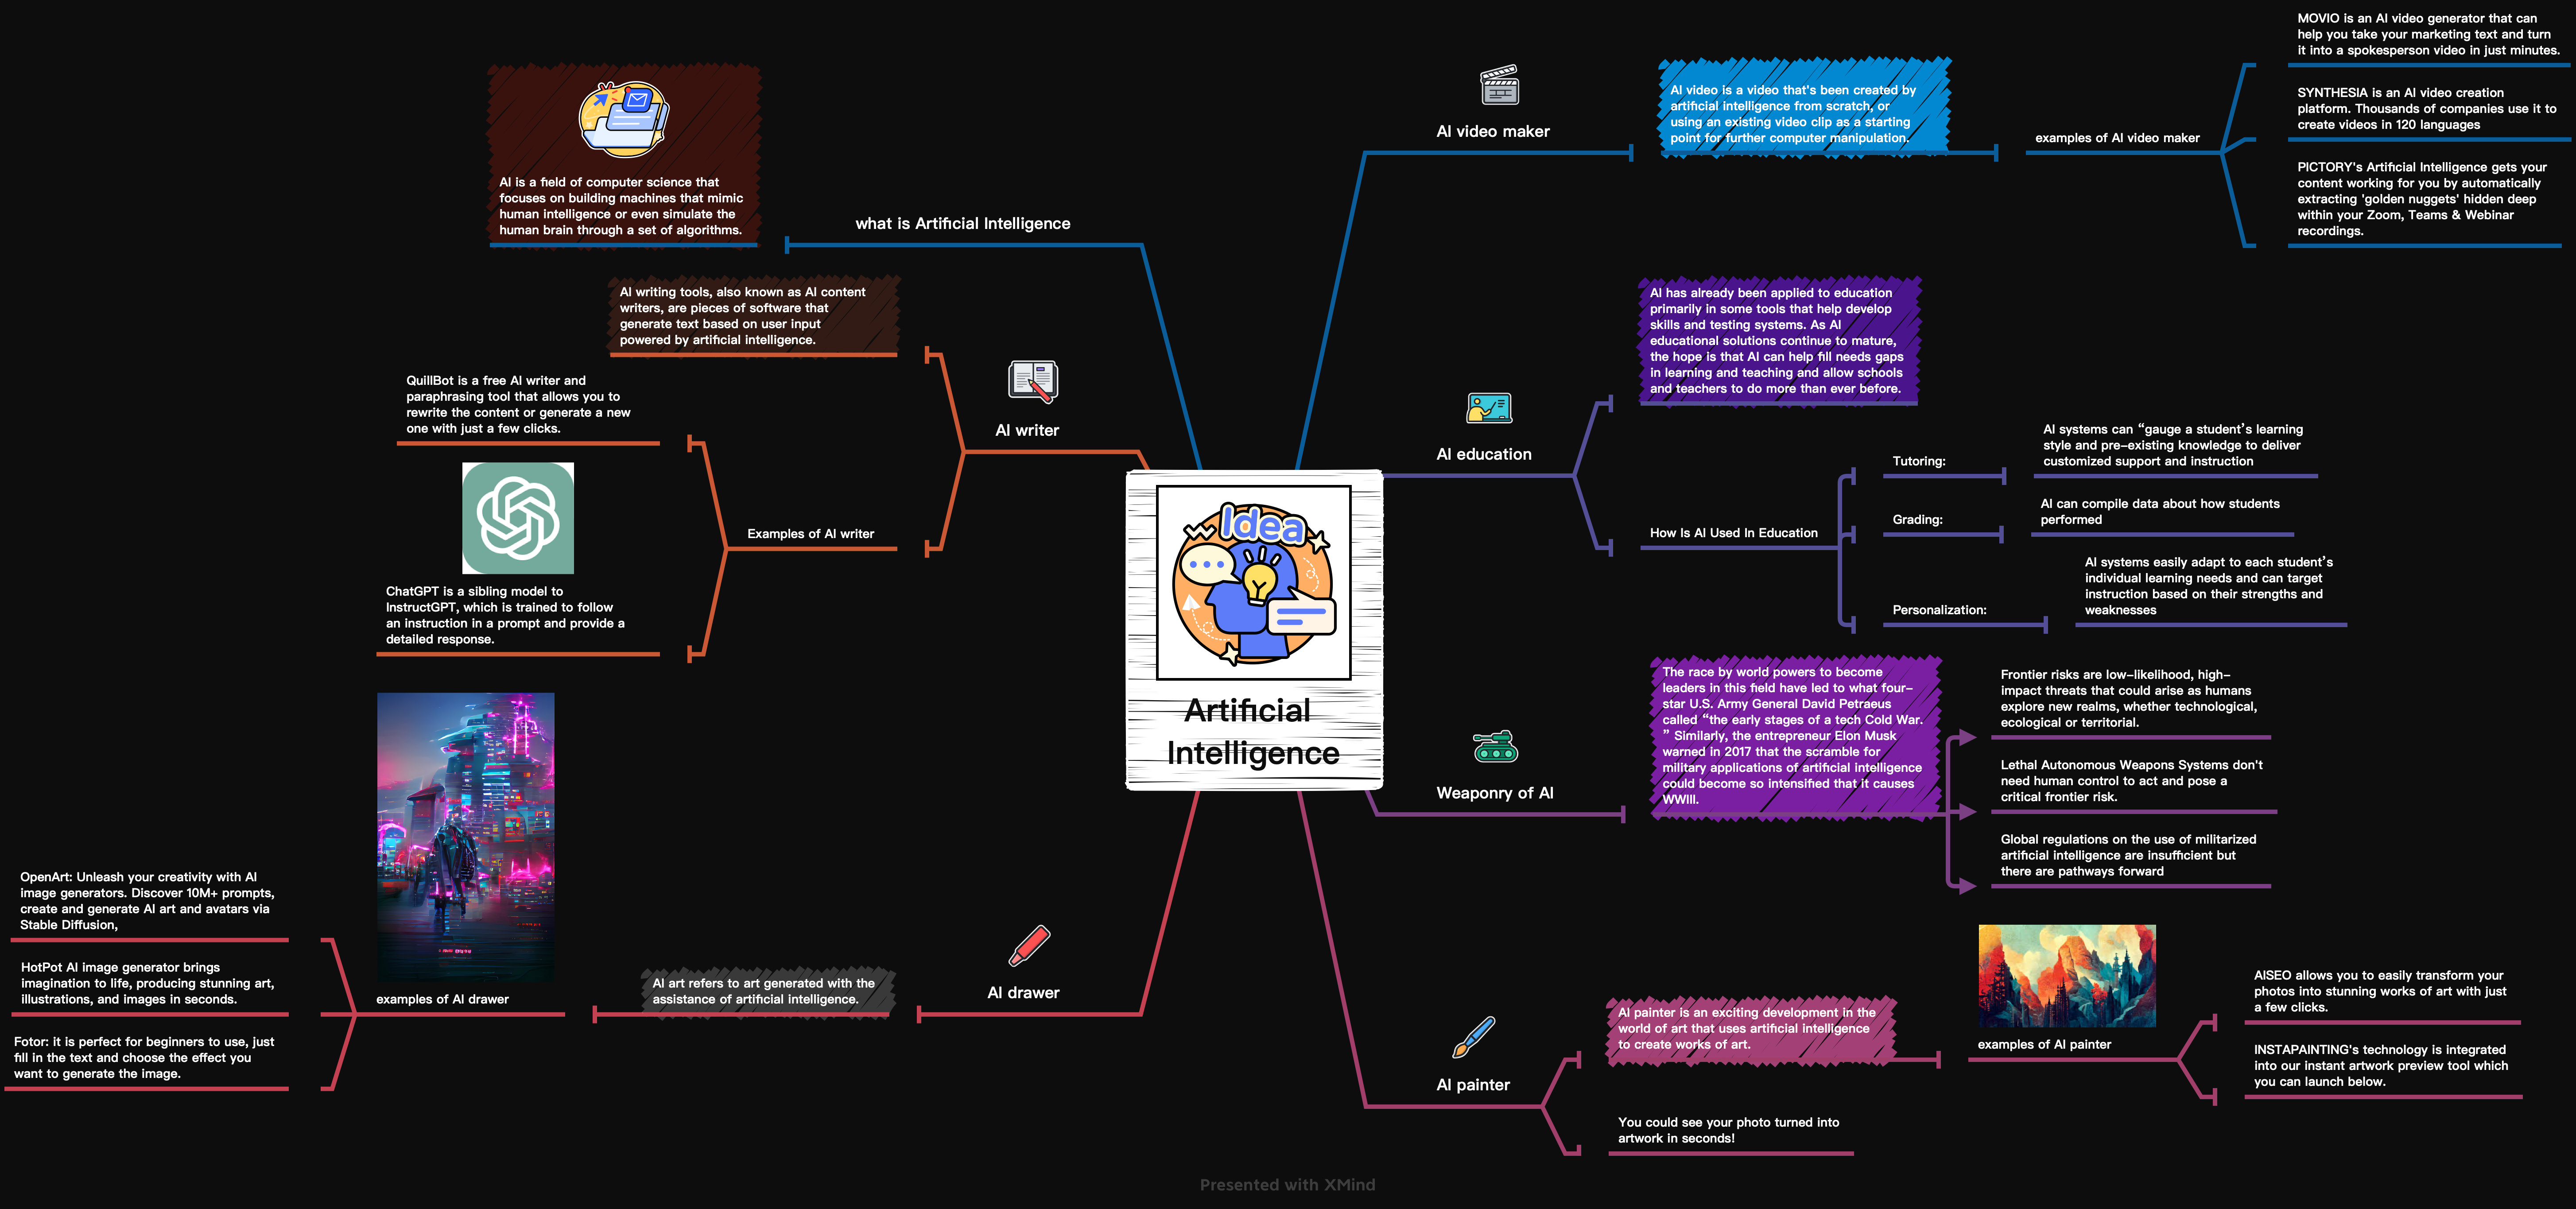 MOVIO is an AI video generator that can
help you take your marketing text and turn
it into a spokesperson video in just minutes.
AI video is a video that's been created by
artificial intelligence from scratch, or
using an existing video clip as a starting
point for further computer manipulation.
AI video maker
examples of AI video maker
SYNTHESIA is an AI video creation
platform. Thousands of companies use it to
create videos in 120 languages
PICTORY's Artificial Intelligence gets your
content working for you by automatically
extracting 'golden nuggets' hidden deep
within your Zoom, Teams & Webinar
recordings.
AI is a field of computer science that
focuses on building machines that mimic
human intelligence or even simulate the
human brain through a set of algorithms.
what is Artificial Intelligence
AI writing tools, also known as AI content
writers, are pieces of software that
generate text based on user input
powered by artificial intelligence.
AI writer
QuillBot is a free AI writer and
paraphrasing tool that allows you to
rewrite the content or generate a new
one with just a few clicks.
Examples of AI writer
ChatGPT is a sibling model to
InstructGPT, which is trained to follow
an instruction in a prompt and provide a
detailed response.
AI has already been applied to education
primarily in some tools that help develop
skills and testing systems. As AI
educational solutions continue to mature,
the hope is that AI can help fill needs gaps
in learning and teaching and allow schools
and teachers to do more than ever before.
AI education
How Is AI Used In Education
Tutoring:
AI systems can “gauge a student’s learning
style and pre-existing knowledge to deliver
customized support and instruction
Grading:
AI can compile data about how students
performed
Personalization:
AI systems easily adapt to each student’s
individual learning needs and can target
instruction based on their strengths and
weaknesses
Idea
Artificial
Intelligence
The race by world powers to become
leaders in this field have led to what four-
star U.S. Army General David Petraeus
called “the early stages of a tech Cold War.
” Similarly, the entrepreneur Elon Musk
warned in 2017 that the scramble for
military applications of artificial intelligence
could become so intensified that it causes
WWIII.
Weaponry of AI
Frontier risks are low-likelihood, high-
impact threats that could arise as humans
explore new realms, whether technological,
ecological or territorial.
Lethal Autonomous Weapons Systems don't
need human control to act and pose a
critical frontier risk.
Global regulations on the use of militarized
artificial intelligence are insufficient but
there are pathways forward
OpenArt: Unleash your creativity with AI
image generators. Discover 10M+ prompts,
create and generate AI art and avatars via
Stable Diffusion,
HotPot AI image generator brings
imagination to life, producing stunning art,
illustrations, and images in seconds.
Fotor: it is perfect for beginners to use, just
fill in the text and choose the effect you
want to generate the image.
examples of AI drawer
AI art refers to art generated with the
assistance of artificial intelligence.
AI drawer
AI painter is an exciting development in the
world of art that uses artificial intelligence
to create works of art.
AI painter
You could see your photo turned into
artwork in seconds!
examples of AI painter
AISEO allows you to easily transform your
photos into stunning works of art with just
a few clicks.
INSTAPAINTING's technology is integrated
into our instant artwork preview tool which
you can launch below.
Presented with XMind